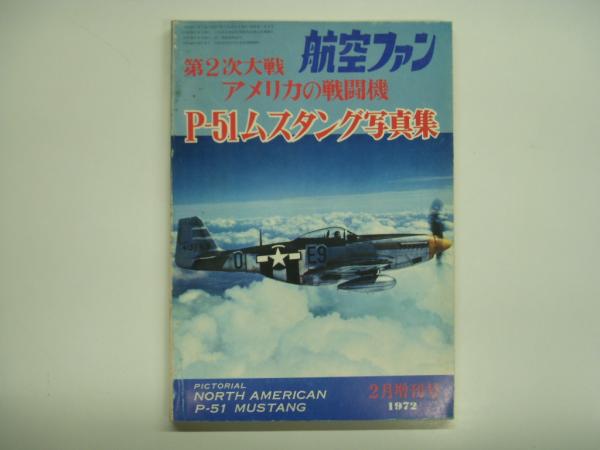 航空ファン
第2次大戦
アメリカの戦闘機
P-51ムスタング写真集
O
E9
PICTORIAL
NORTH AMERICAN
P-51 MUSTANG
2月増刊号
1972